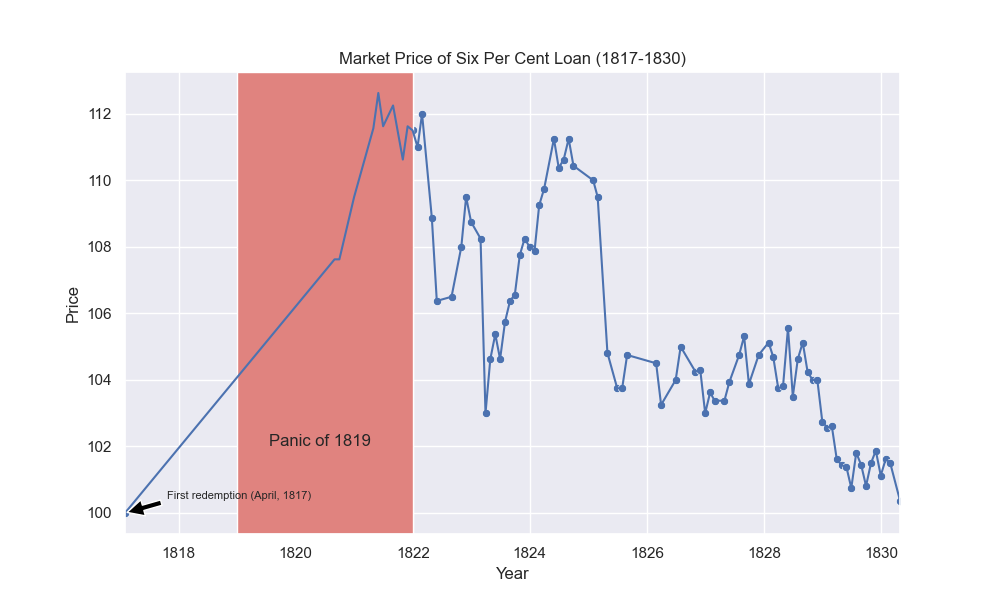 Market Price of Six Per Cent Loan (1817-1830)
112
110
108
106
104
102
100
Price
Panic of 1819
First redemption (April, 1817)
1818 1820 1822 1824 1826 1828 1830
Year